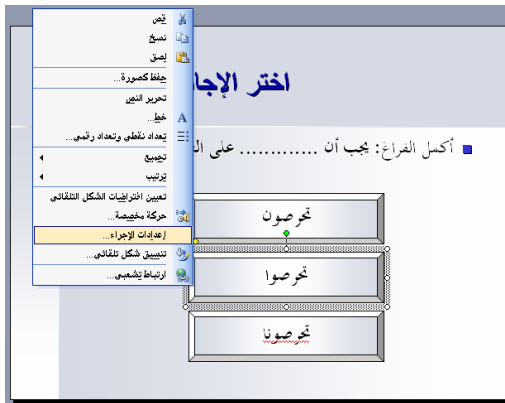 قص
نسخ
لصق
حفظ كصورة...
تحرير النص
خط...
تعداد نقطي وتعداد رقمي...
تجميع
ترتيب
تعيين افتراضيات الشكل التلقائي
حركة مخصصة...
إعدادات الإجراء...
تنسيق شكل تلقائي...
ارتباط تشعبي...
اختر الإجا
أكمل الفراغ: يجب أن ............. على ال
تحرصون
تحرصوا
تحرصونا